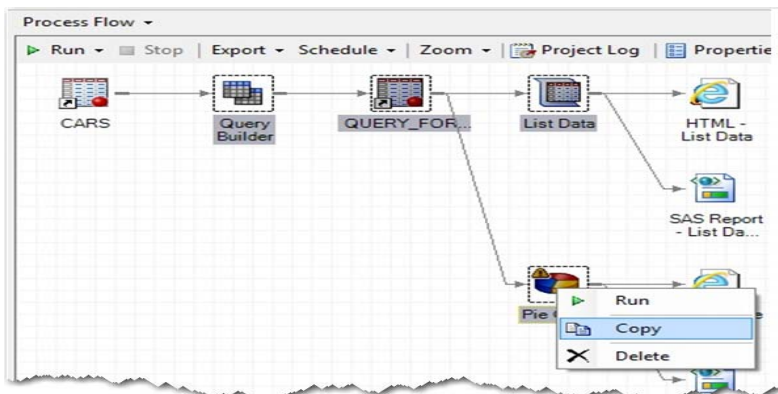 Process Flow
Run Stop Export Schedule Zoom Project Log
CARS
Query
Builder
QUERY_FOR...
List Data
HTML -
List Data
SAS Report
- List Da...
Pie
Run
Copy
Delete